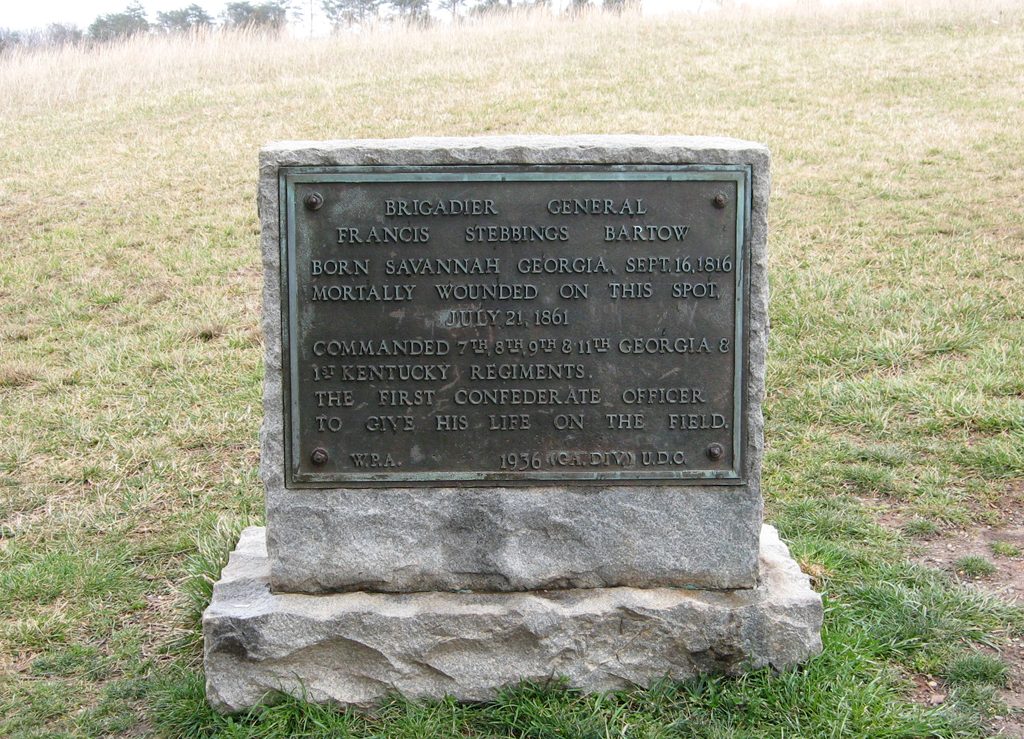 BRIGADIER GENERAL
FRANCIS STEBBINGS BARTOW
BORN SAVANNAH GEORGIA, SEPT. 16, 1816
MORTALLY WOUNDED ON THIS SPOT,
JULY 21, 1861
COMMANDED 7TH, 8TH, 9TH & 11TH GEORGIA &
1ST KENTUCKY REGIMENTS.
THE FIRST CONFEDERATE OFFICER
TO GIVE HIS LIFE ON THE FIELD.
W.P.A. 1936 (GA. DIV.) U.D.C.